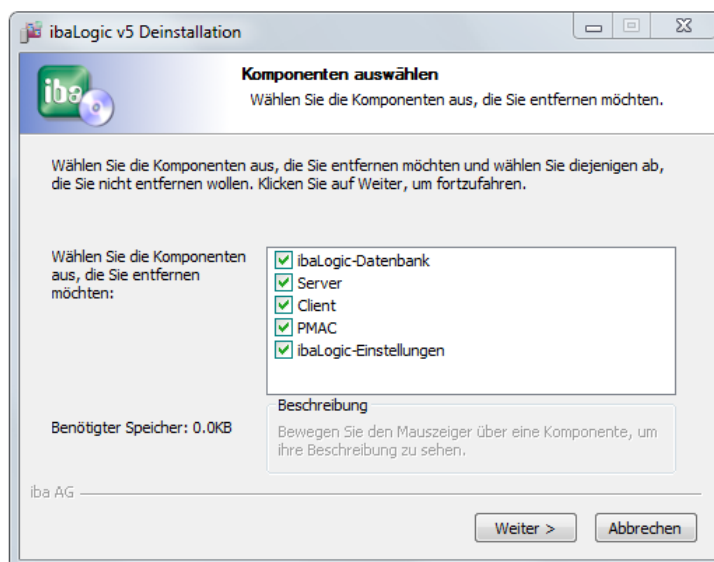 ibaLogic v5 Deinstallation
iba
Komponenten auswählen
Wählen Sie die Komponenten aus, die Sie entfernen möchten.
Wählen Sie die Komponenten aus, die Sie entfernen möchten und wählen Sie diejenigen ab,
die Sie nicht entfernen wollen. Klicken Sie auf Weiter, um fortzufahren.
Wählen Sie die Komponenten
aus, die Sie entfernen
möchten:
ibaLogic-Datenbank
Server
Client
PMAC
ibaLogic-Einstellungen
Benötigter Speicher: 0.0KB
Beschreibung
Bewegen Sie den Mauszeiger über eine Komponente, um
ihre Beschreibung zu sehen.
iba AG
Weiter >
Abbrechen